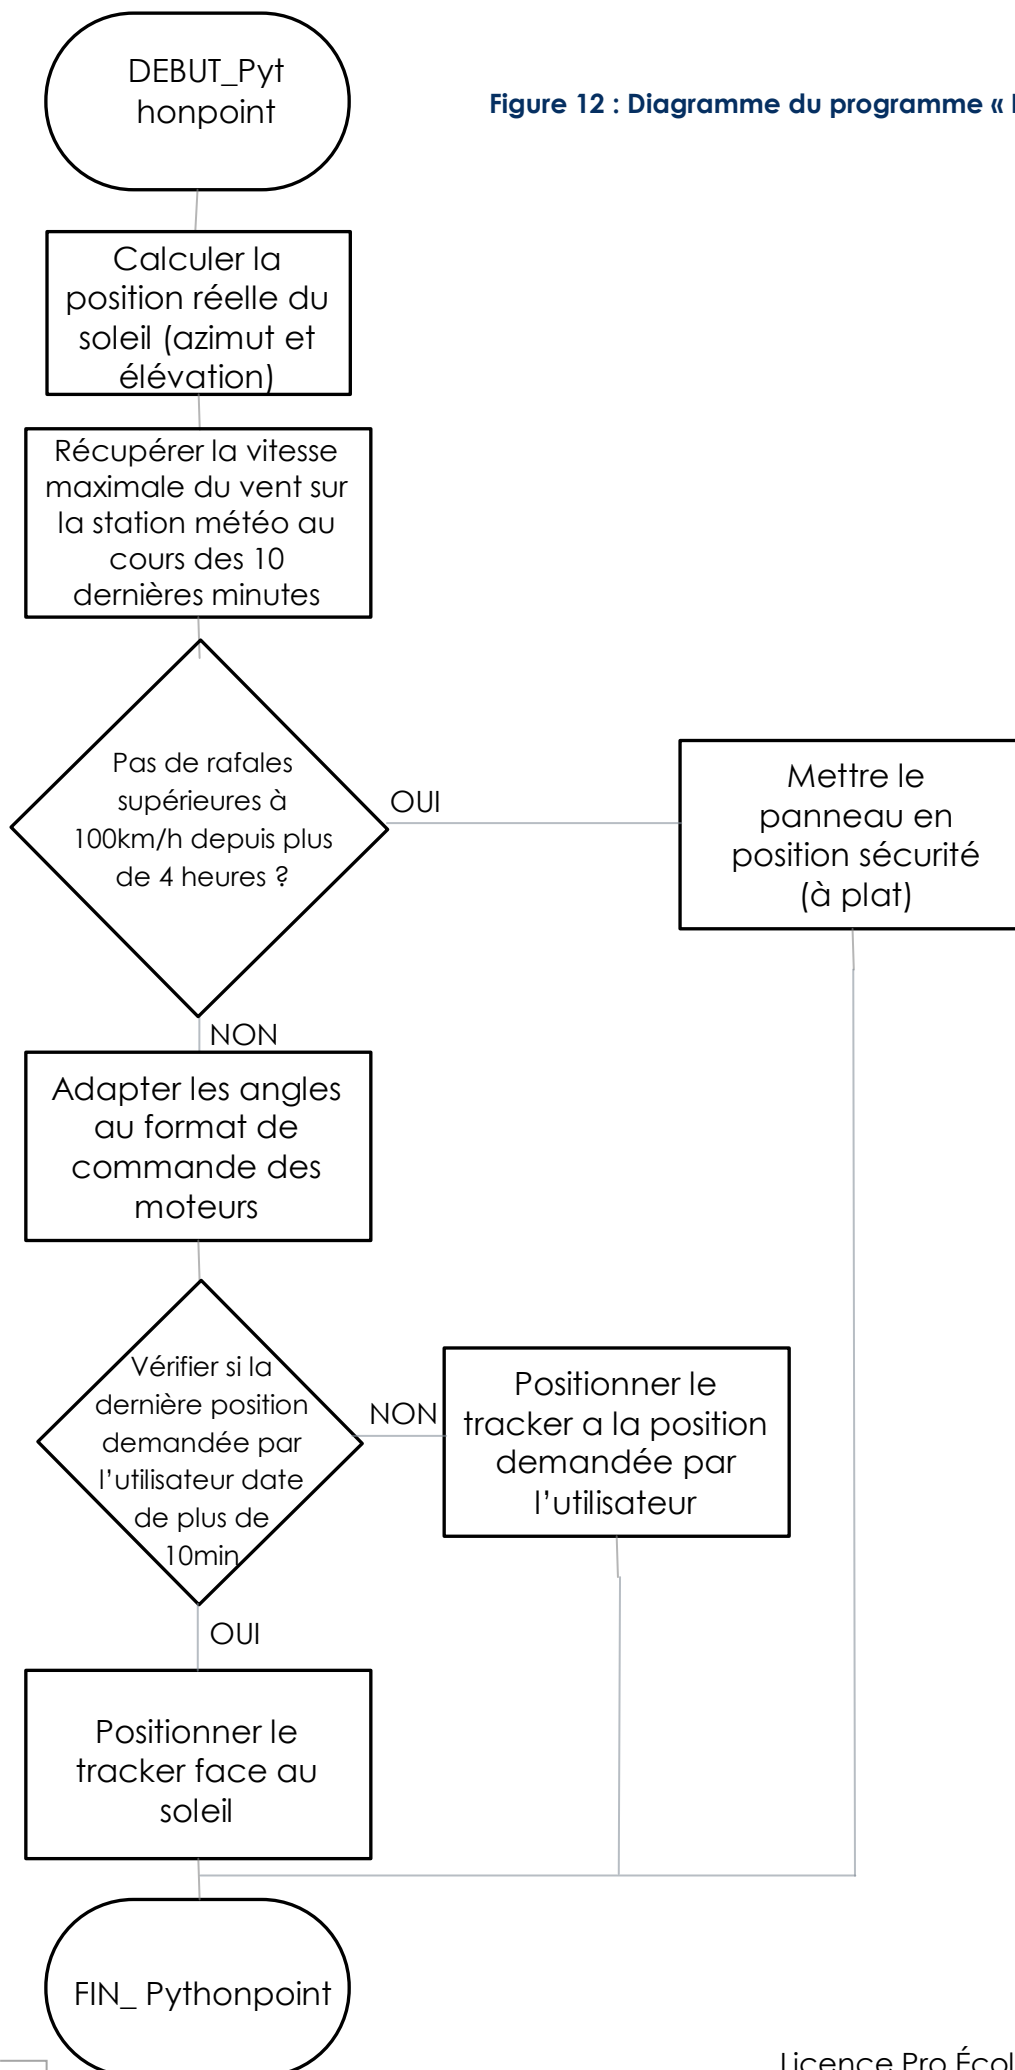 DEBUT_Pyt
honpoint
Figure 12 : Diagramme du programme «
Calculer la
position réelle du
soleil (azimut et
élévation)
Récupérer la vitesse
maximale du vent sur
la station météo au
cours des 10
dernières minutes
Pas de rafales
supérieures à
100km/h depuis plus
de 4 heures ?
OUI
Mettre le
panneau en
position sécurité
(à plat)
NON
Adapter les angles
au format de
commande des
moteurs
Vérifier si la
dernière position
demandée par
l’utilisateur date
de plus de
10min
NON
Positionner le
tracker a la position
demandée par
l’utilisateur
OUI
Positionner le
tracker face au
soleil
FIN_ Pythonpoint
Licence Pro